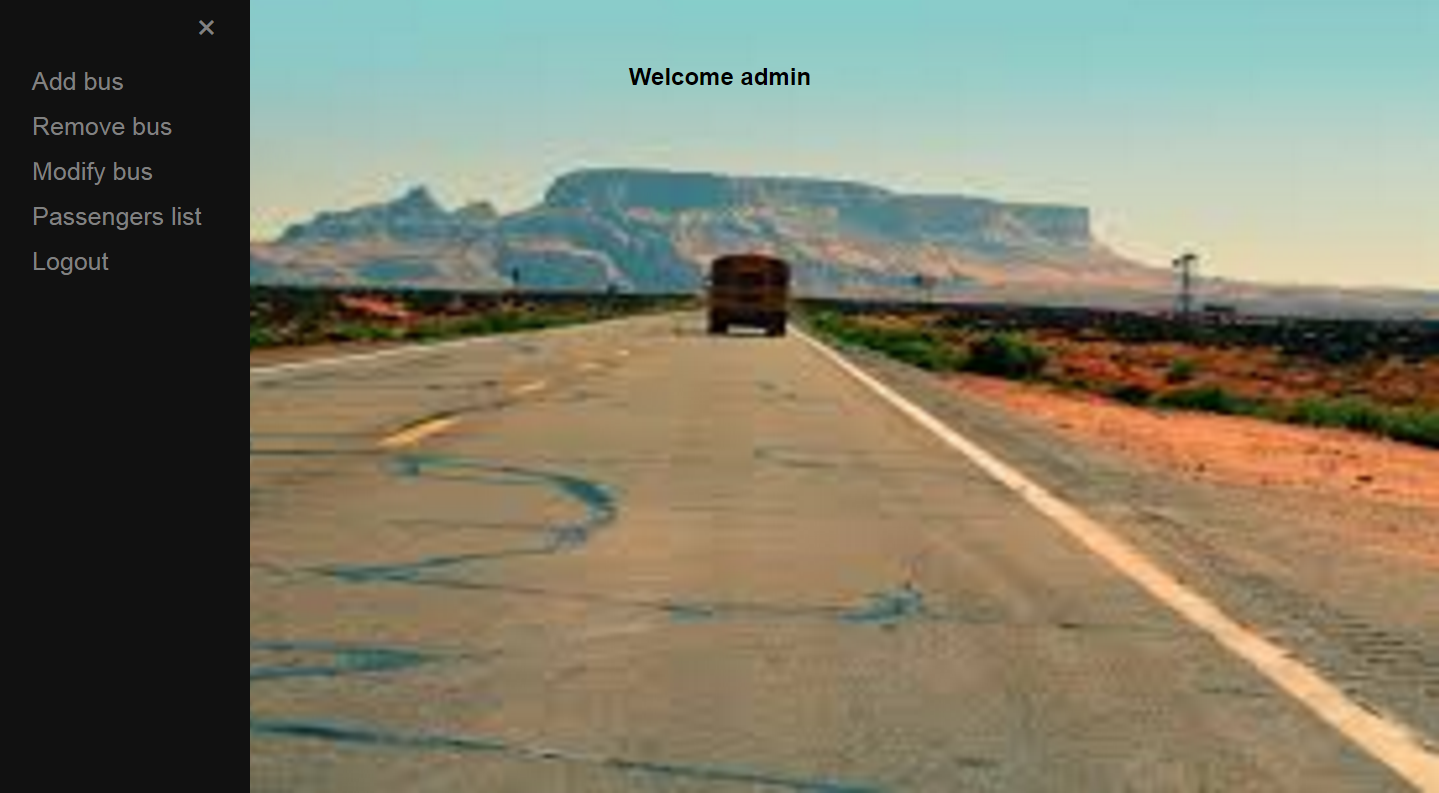 ×
Add bus
Remove bus
Modify bus
Passengers list
Logout
Welcome admin